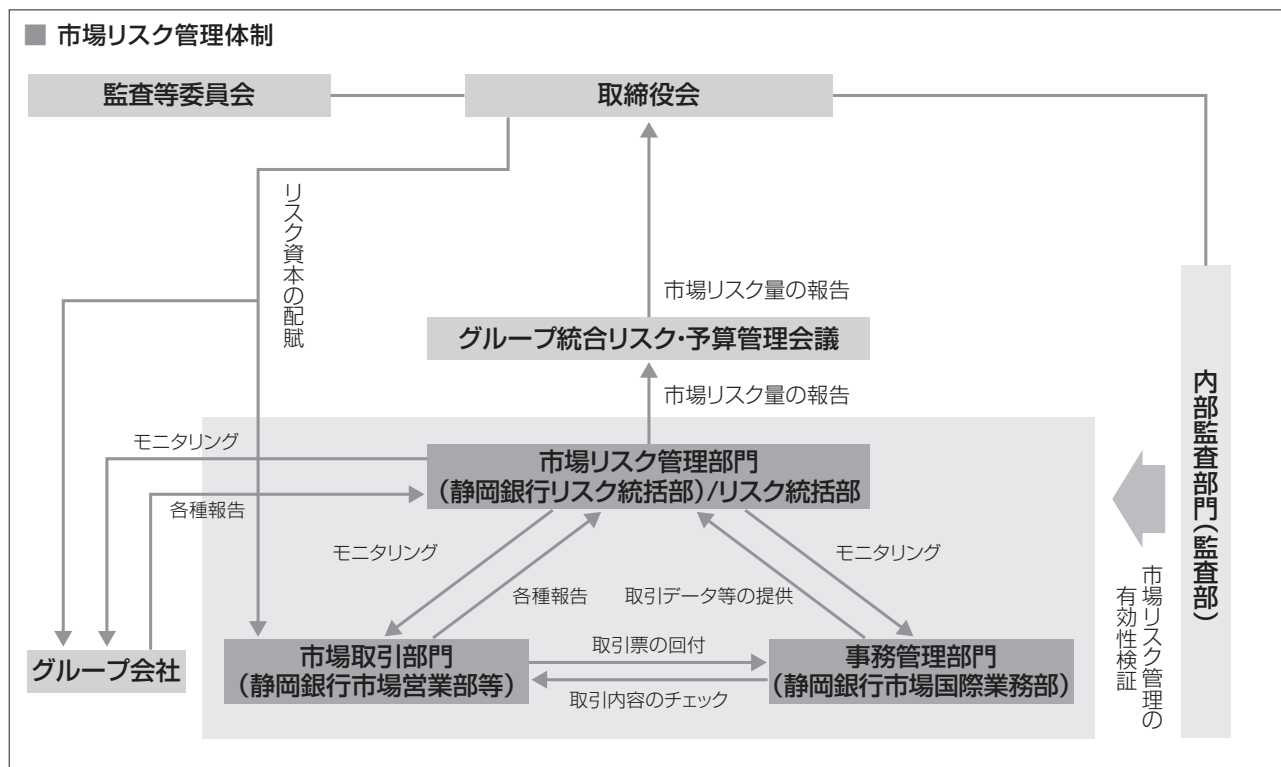 ■ 市場リスク管理体制
監査等委員会
取締役会
リスク資本の配賦
市場リスク量の報告
グループ統合リスク・予算管理会議
市場リスク量の報告
内部監査部門(監査部)
モニタリング
市場リスク管理部門
(静岡銀行リスク統括部)/リスク統括部
各種報告
モニタリング
モニタリング
各種報告
取引データ等の提供
市場リスク管理の
有効性検証
グループ会社
市場取引部門
(静岡銀行市場営業部等)
取引票の回付
取引内容のチェック
事務管理部門
(静岡銀行市場国際業務部)